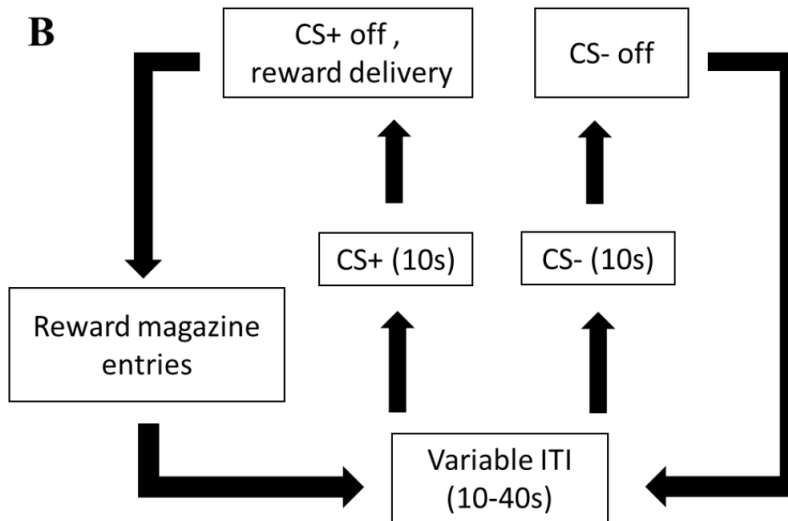 B
CS+ off ,
reward delivery
CS- off
CS+ (10s)
CS- (10s)
Reward magazine
entries
Variable ITI
(10-40s)